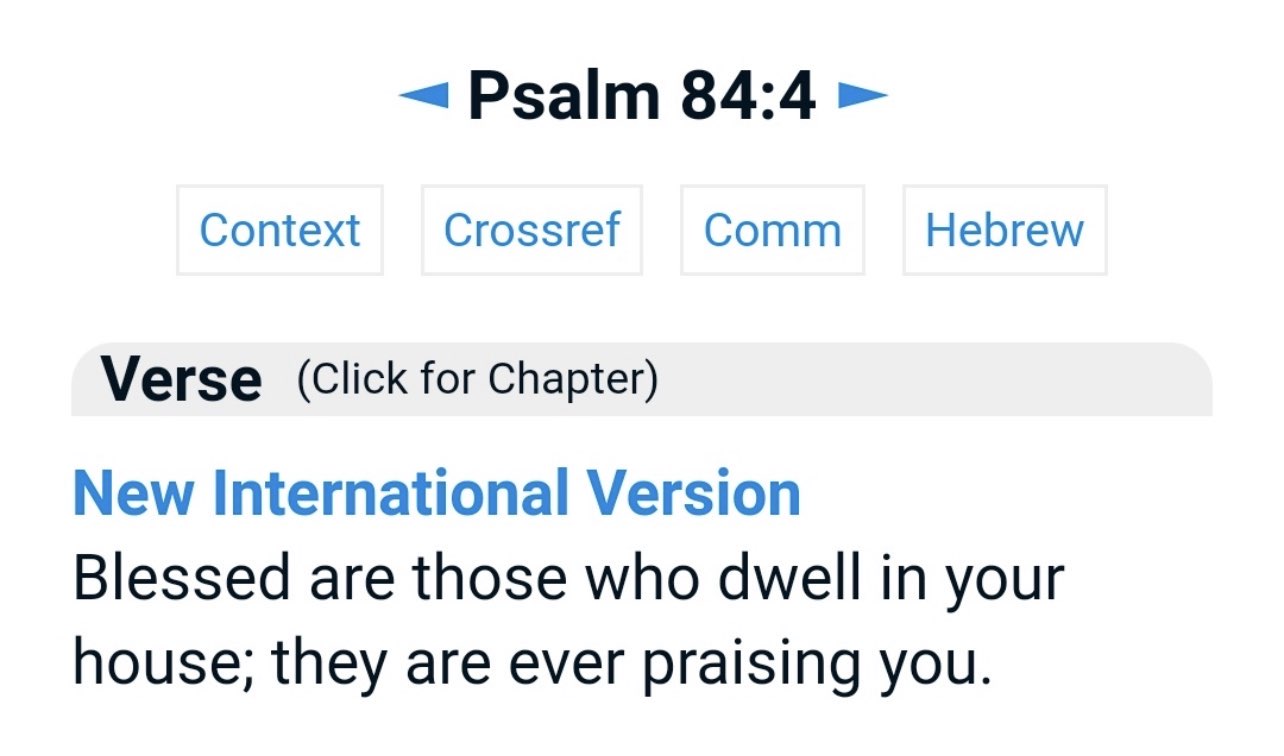 Psalm 84:4
Context Crossref Comm Hebrew
Verse (Click for Chapter)
New International Version
Blessed are those who dwell in your
house; they are ever praising you.